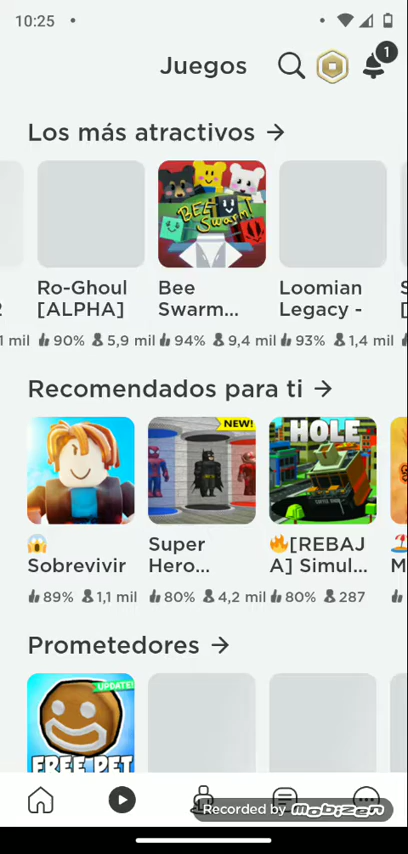 10:25
Juegos
1
Los más atractivos →
BEE Swarm!
Ro-Ghoul
[ALPHA]
Bee
Swarm...
Loomian
Legacy -
mil
90% 5,9 mil
94% 9,4 mil
93% 1,4 mil
Recomendados para ti →
NEW!
HOLE
😱
Sobrevivir
Super
Hero...
🔥[REBAJ
A] Simul...
89% 1,1 mil
80% 4,2 mil
80% 287
Prometedores →
UPDATE!
FREE PET
Recorded by mobizen